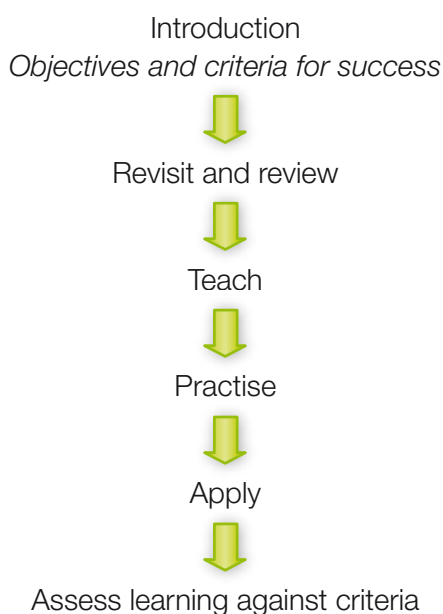 Introduction
Objectives and criteria for success
Revisit and review
Teach
Practise
Apply
Assess learning against criteria